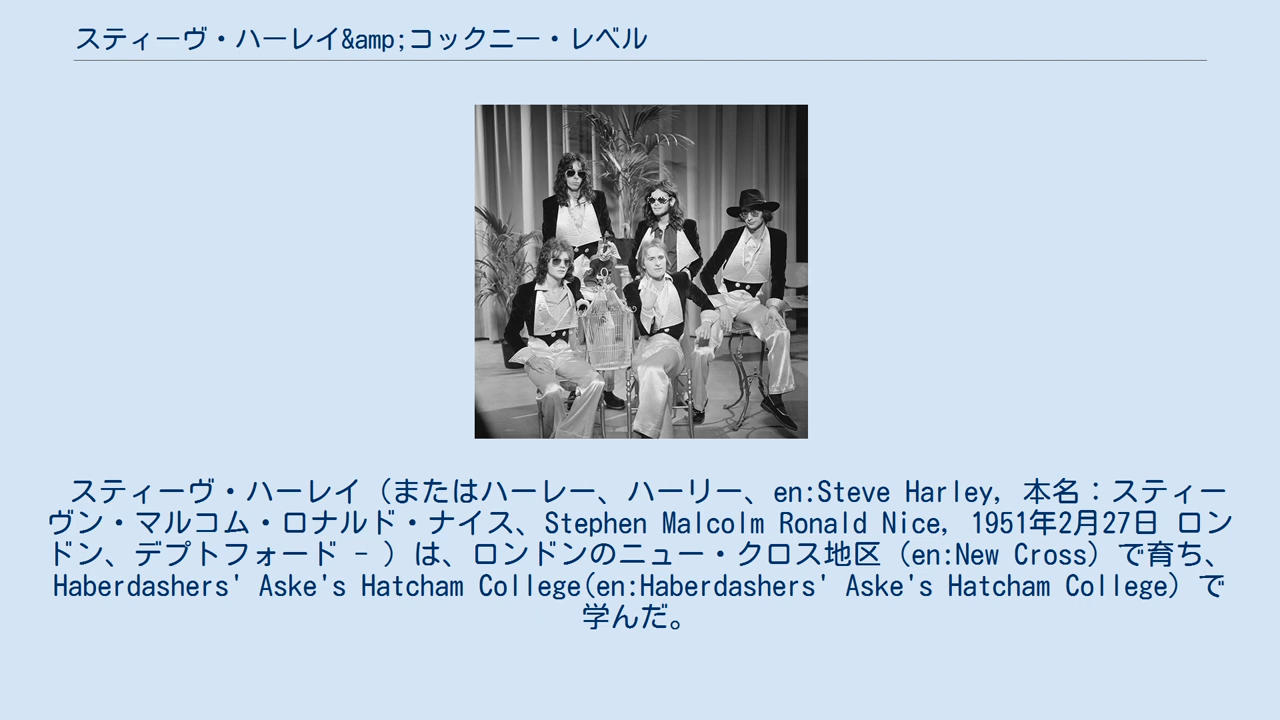 スティーヴ・ハーレイ&amp;コックニー・レベル
スティーヴ・ハーレイ（またはハーレー、ハーリー、en:Steve Harley, 本名：スティー
ヴン・マルコム・ロナルド・ナイス、Stephen Malcolm Ronald Nice, 1951年2月27日 ロン
ドン、デプトフォード - ）は、ロンドンのニュー・クロス地区（en:New Cross）で育ち、
Haberdashers' Aske's Hatcham College(en:Haberdashers' Aske's Hatcham College) で
学んだ。